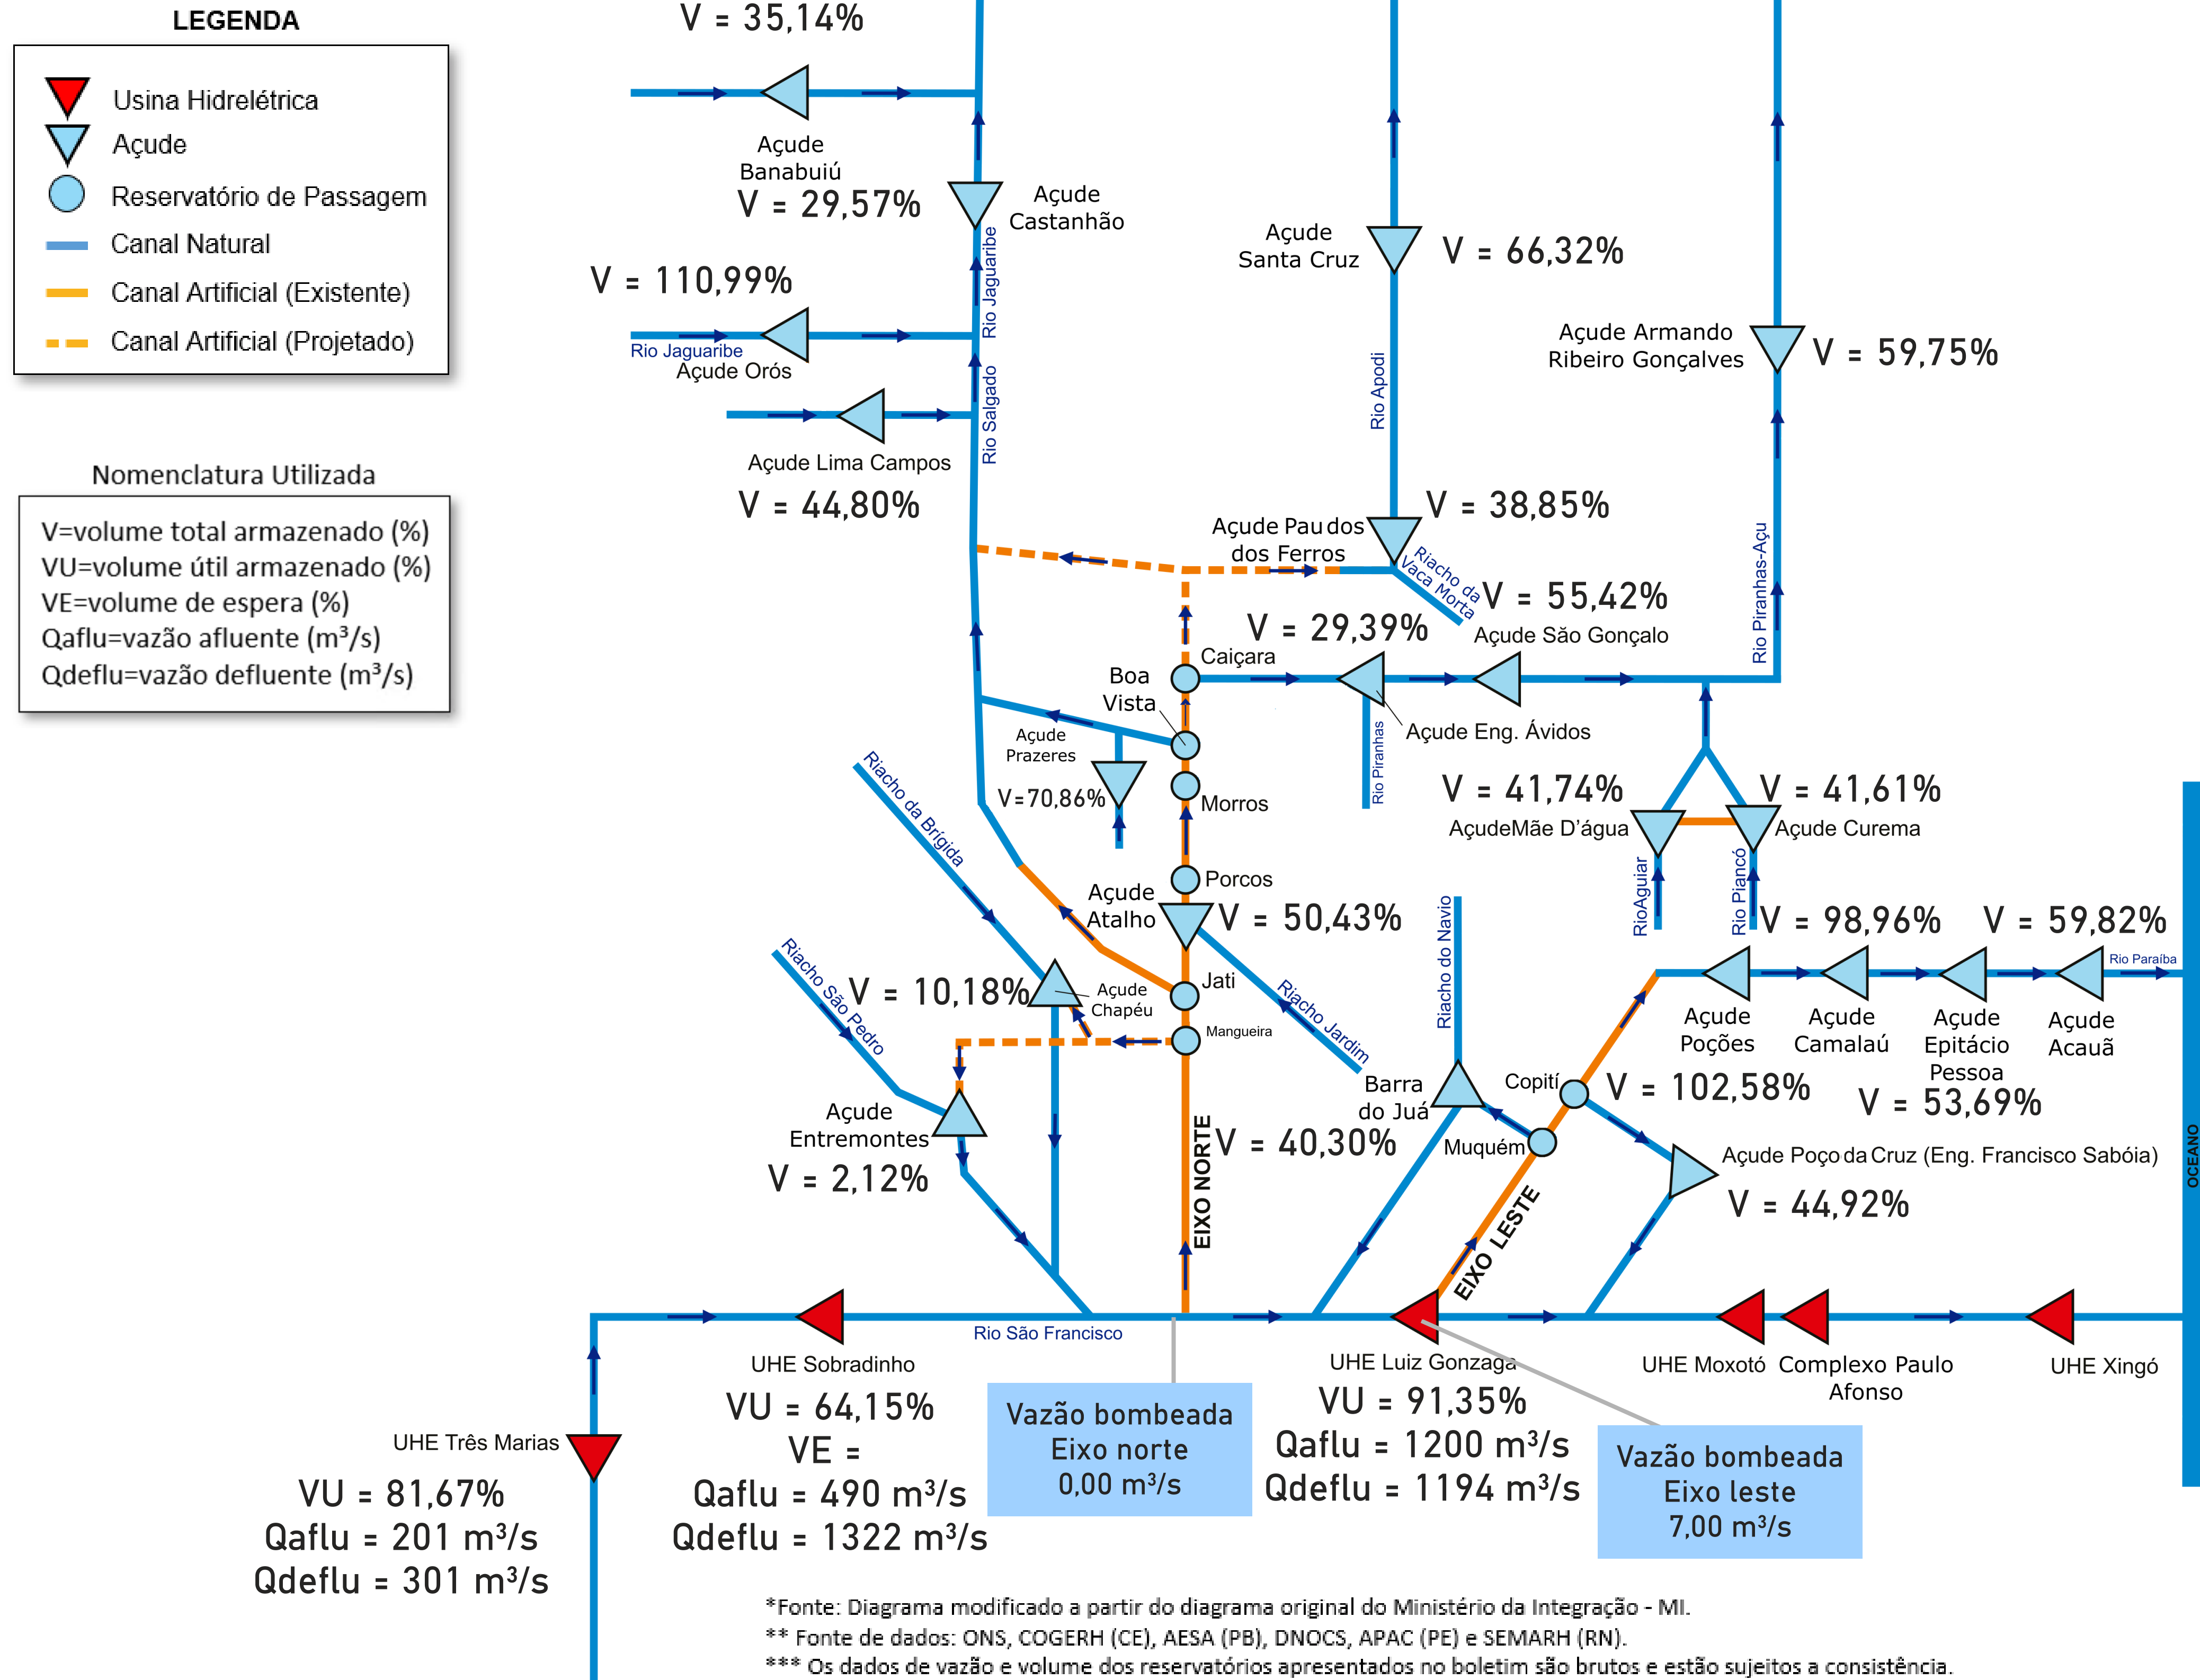 LEGENDA
Usina Hidrelétrica
Açude
Reservatório de Passagem
Canal Natural
Canal Artificial (Existente)
Canal Artificial (Projetado)
Nomenclatura Utilizada
V=volume total armazenado (%)
VU=volume útil armazenado (%)
VE=volume de espera (%)
Qaflu=vazão afluente (m³/s)
Qdeflu=vazão defluente (m³/s)
V = 35,14%
Açude
Banabuiú
V = 29,57%
Açude
Castanhão
Rio Jaguaribe
V = 110,99%
Rio Jaguaribe
Açude Orós
Rio Salgado
Açude Lima Campos
V = 44,80%
Açude
Santa Cruz
V = 66,32%
Rio Apodi
Açude Armando
Ribeiro Gonçalves
V = 59,75%
Rio Piranhas-Açu
V = 38,85%
Açude Pau dos
dos Ferros
Riacho da
Vaca Morta
V = 55,42%
Açude São Gonçalo
V = 29,39%
Caiçara
Boa
Vista
Açude Eng. Ávidos
Rio Piranhas
Açude
Prazeres
V=70,86%
Morros
Porcos
V = 41,74%
AçudeMãe D'água
V = 41,61%
Açude Curema
RioAguiar
Rio Piancó
Riacho da Brígida
Açude
Atalho
V = 50,43%
Riacho São Pedro
V = 10,18%
Açude
Chapéu
Jati
Mangueira
Riacho Jardim
Riacho do Navio
V = 98,96%
V = 59,82%
Rio Paraíba
Açude
Poções
Açude
Camalaú
Açude
Epitácio
Pessoa
Açude
Acauã
V = 102,58%
V = 53,69%
Barra
do Juá
Copití
V = 40,30%
Muquém
Açude
Entremontes
V = 2,12%
EIXO NORTE
EIXO LESTE
Açude Poço da Cruz (Eng. Francisco Sabóia)
V = 44,92%
OCEANO
Rio São Francisco
UHE Sobradinho
VU = 64,15%
VE =
Qaflu = 490 m³/s
Qdeflu = 1322 m³/s
UHE Três Marias
VU = 81,67%
Qaflu = 201 m³/s
Qdeflu = 301 m³/s
Vazão bombeada
Eixo norte
0,00 m³/s
UHE Luiz Gonzaga
VU = 91,35%
Qaflu = 1200 m³/s
Qdeflu = 1194 m³/s
Vazão bombeada
Eixo leste
7,00 m³/s
UHE Moxotó
Complexo Paulo
Afonso
UHE Xingó
*Fonte: Diagrama modificado a partir do diagrama original do Ministério da Integração - MI.
** Fonte de dados: ONS, COGERH (CE), AESA (PB), DNOCS, APAC (PE) e SEMARH (RN).
*** Os dados de vazão e volume dos reservatórios apresentados no boletim são brutos e estão sujeitos a consistência.